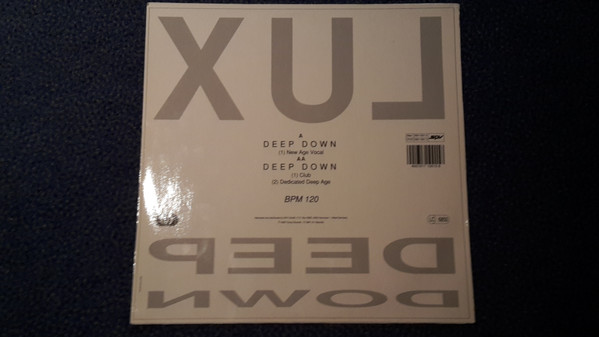 LUX
A
DEEP DOWN
(1) New Age Vocal
AA
DEEP DOWN
(1) Club
(2) Dedicated Deep Age
BPM 120
DEEP
DOWN